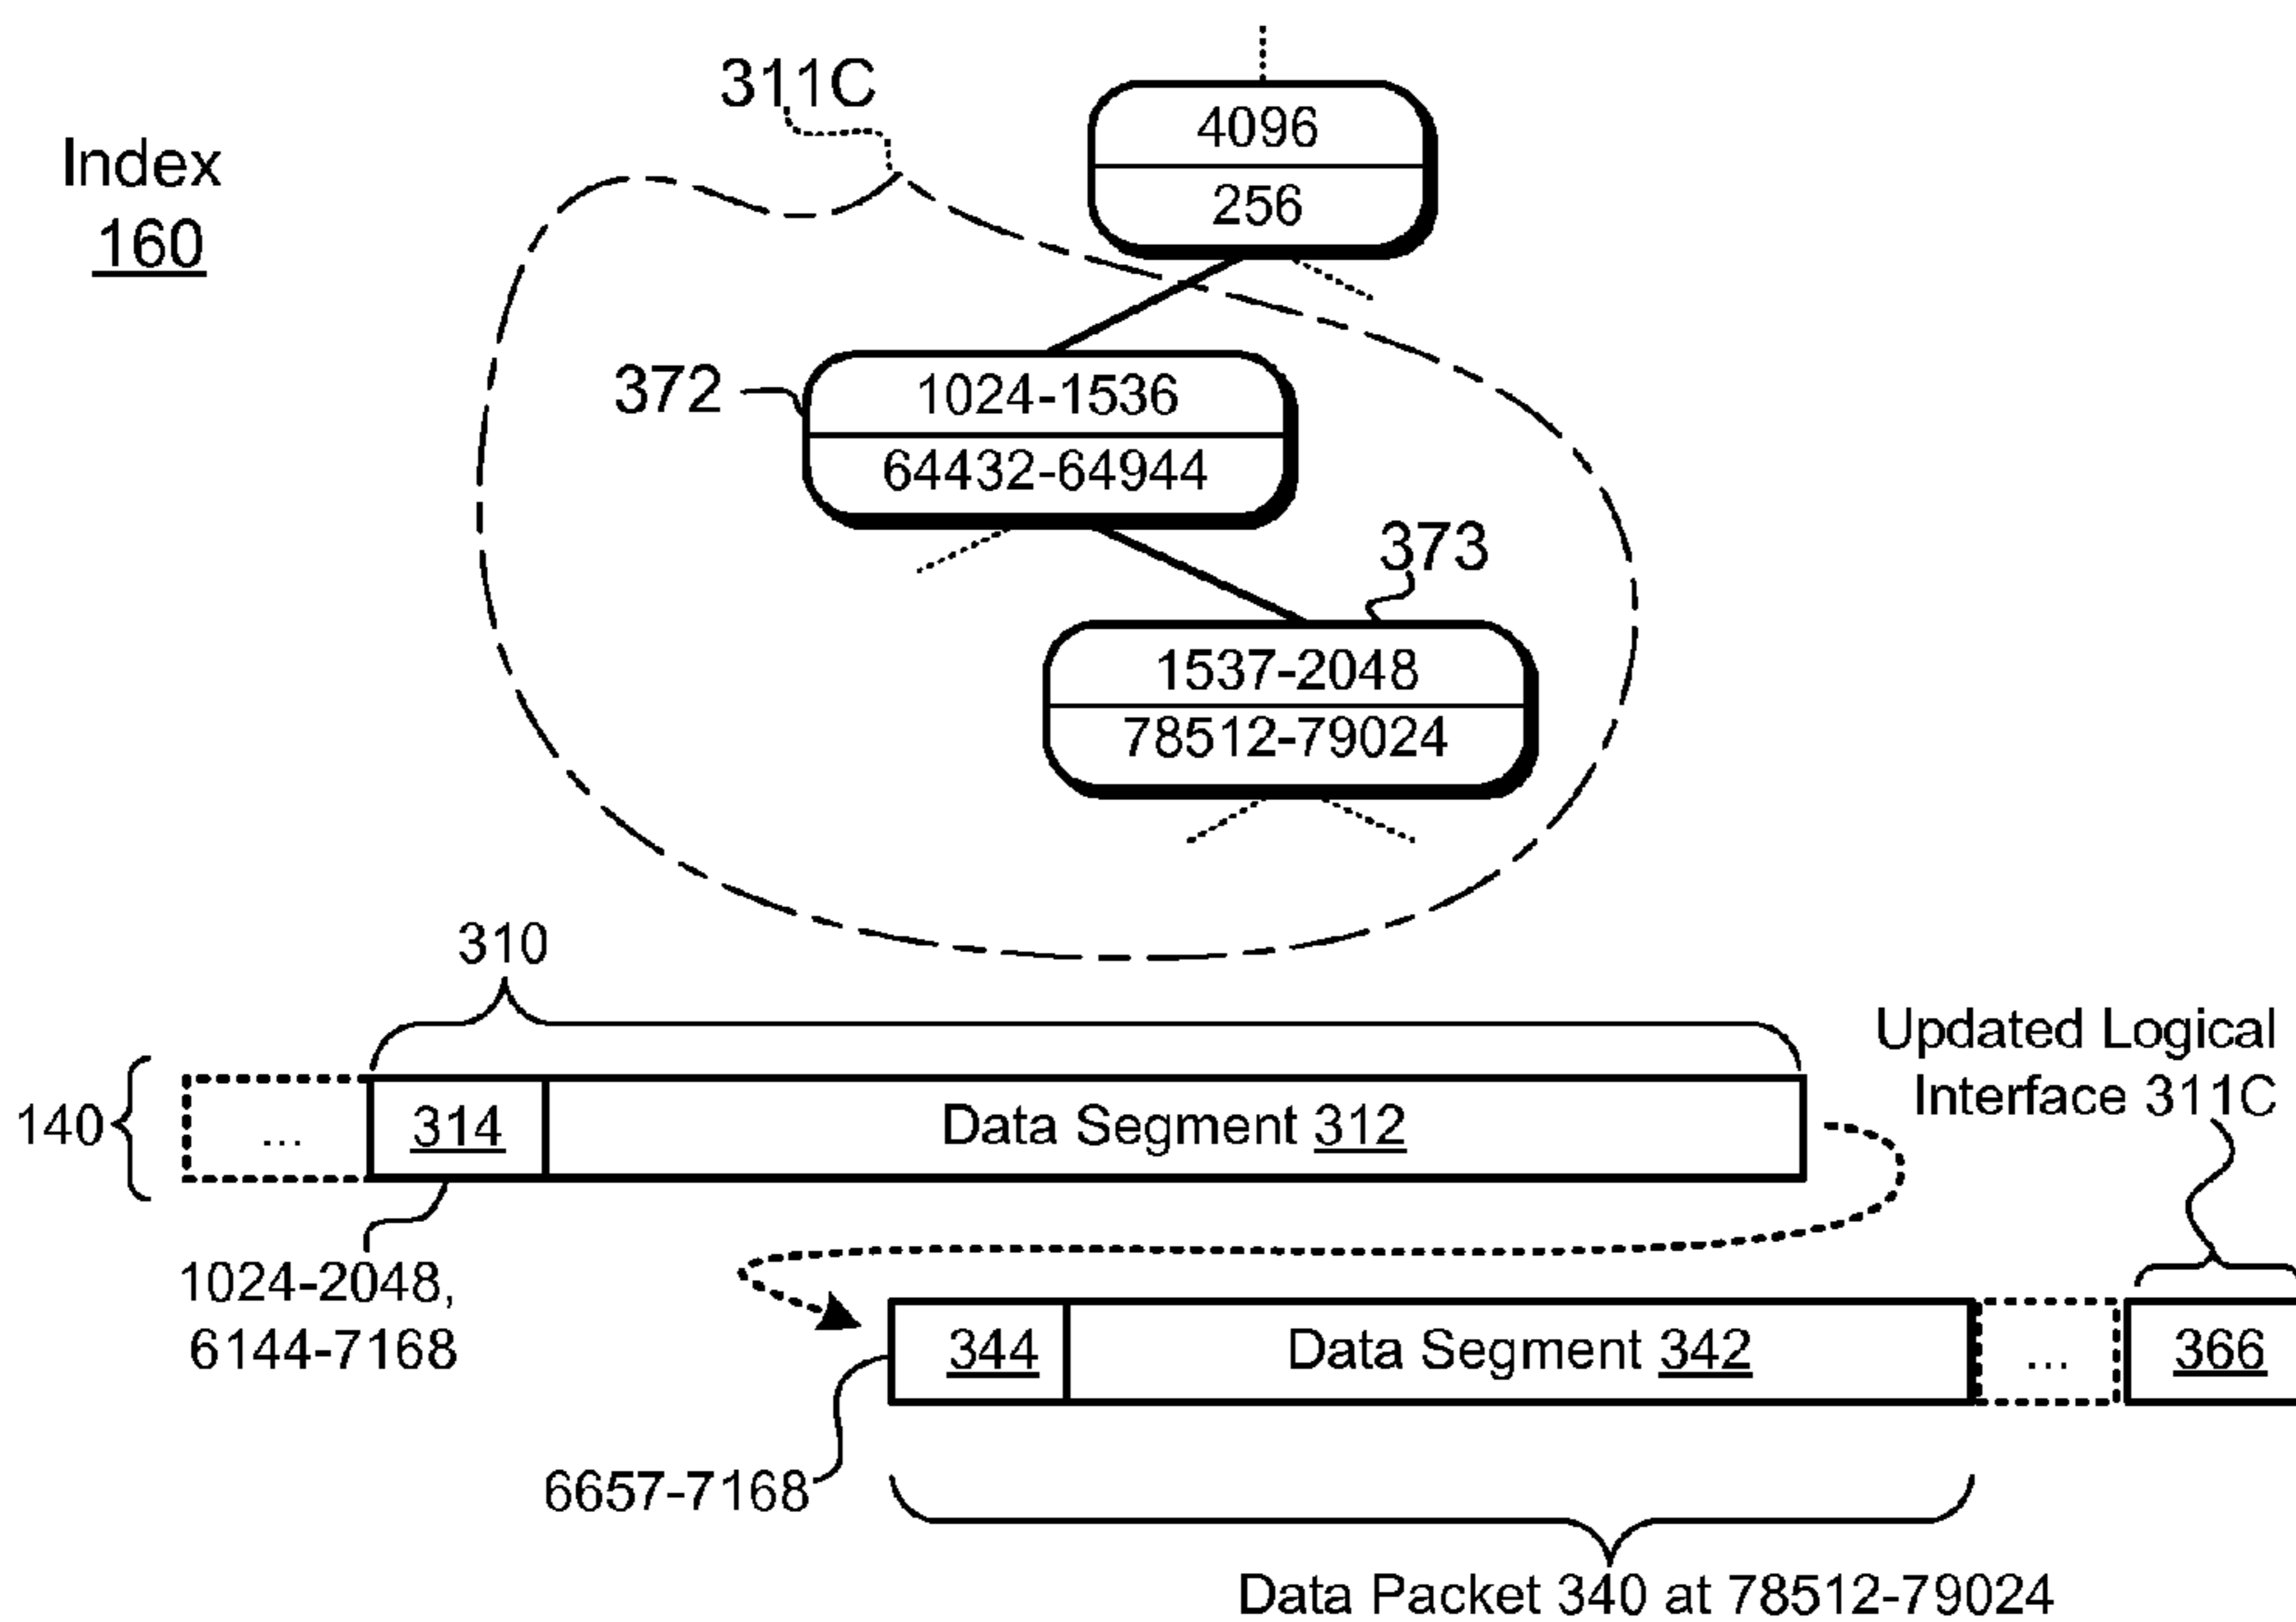 311C
4096
256
Index
160
372
1024-1536
64432-64944
373
1537-2048
78512-79024
310
Updated Logical
Interface 311C
140
...
314
Data Segment 312
1024-2048,
6144-7168
344
Data Segment 342
...
366
6657-7168
Data Packet 340 at 78512-79024